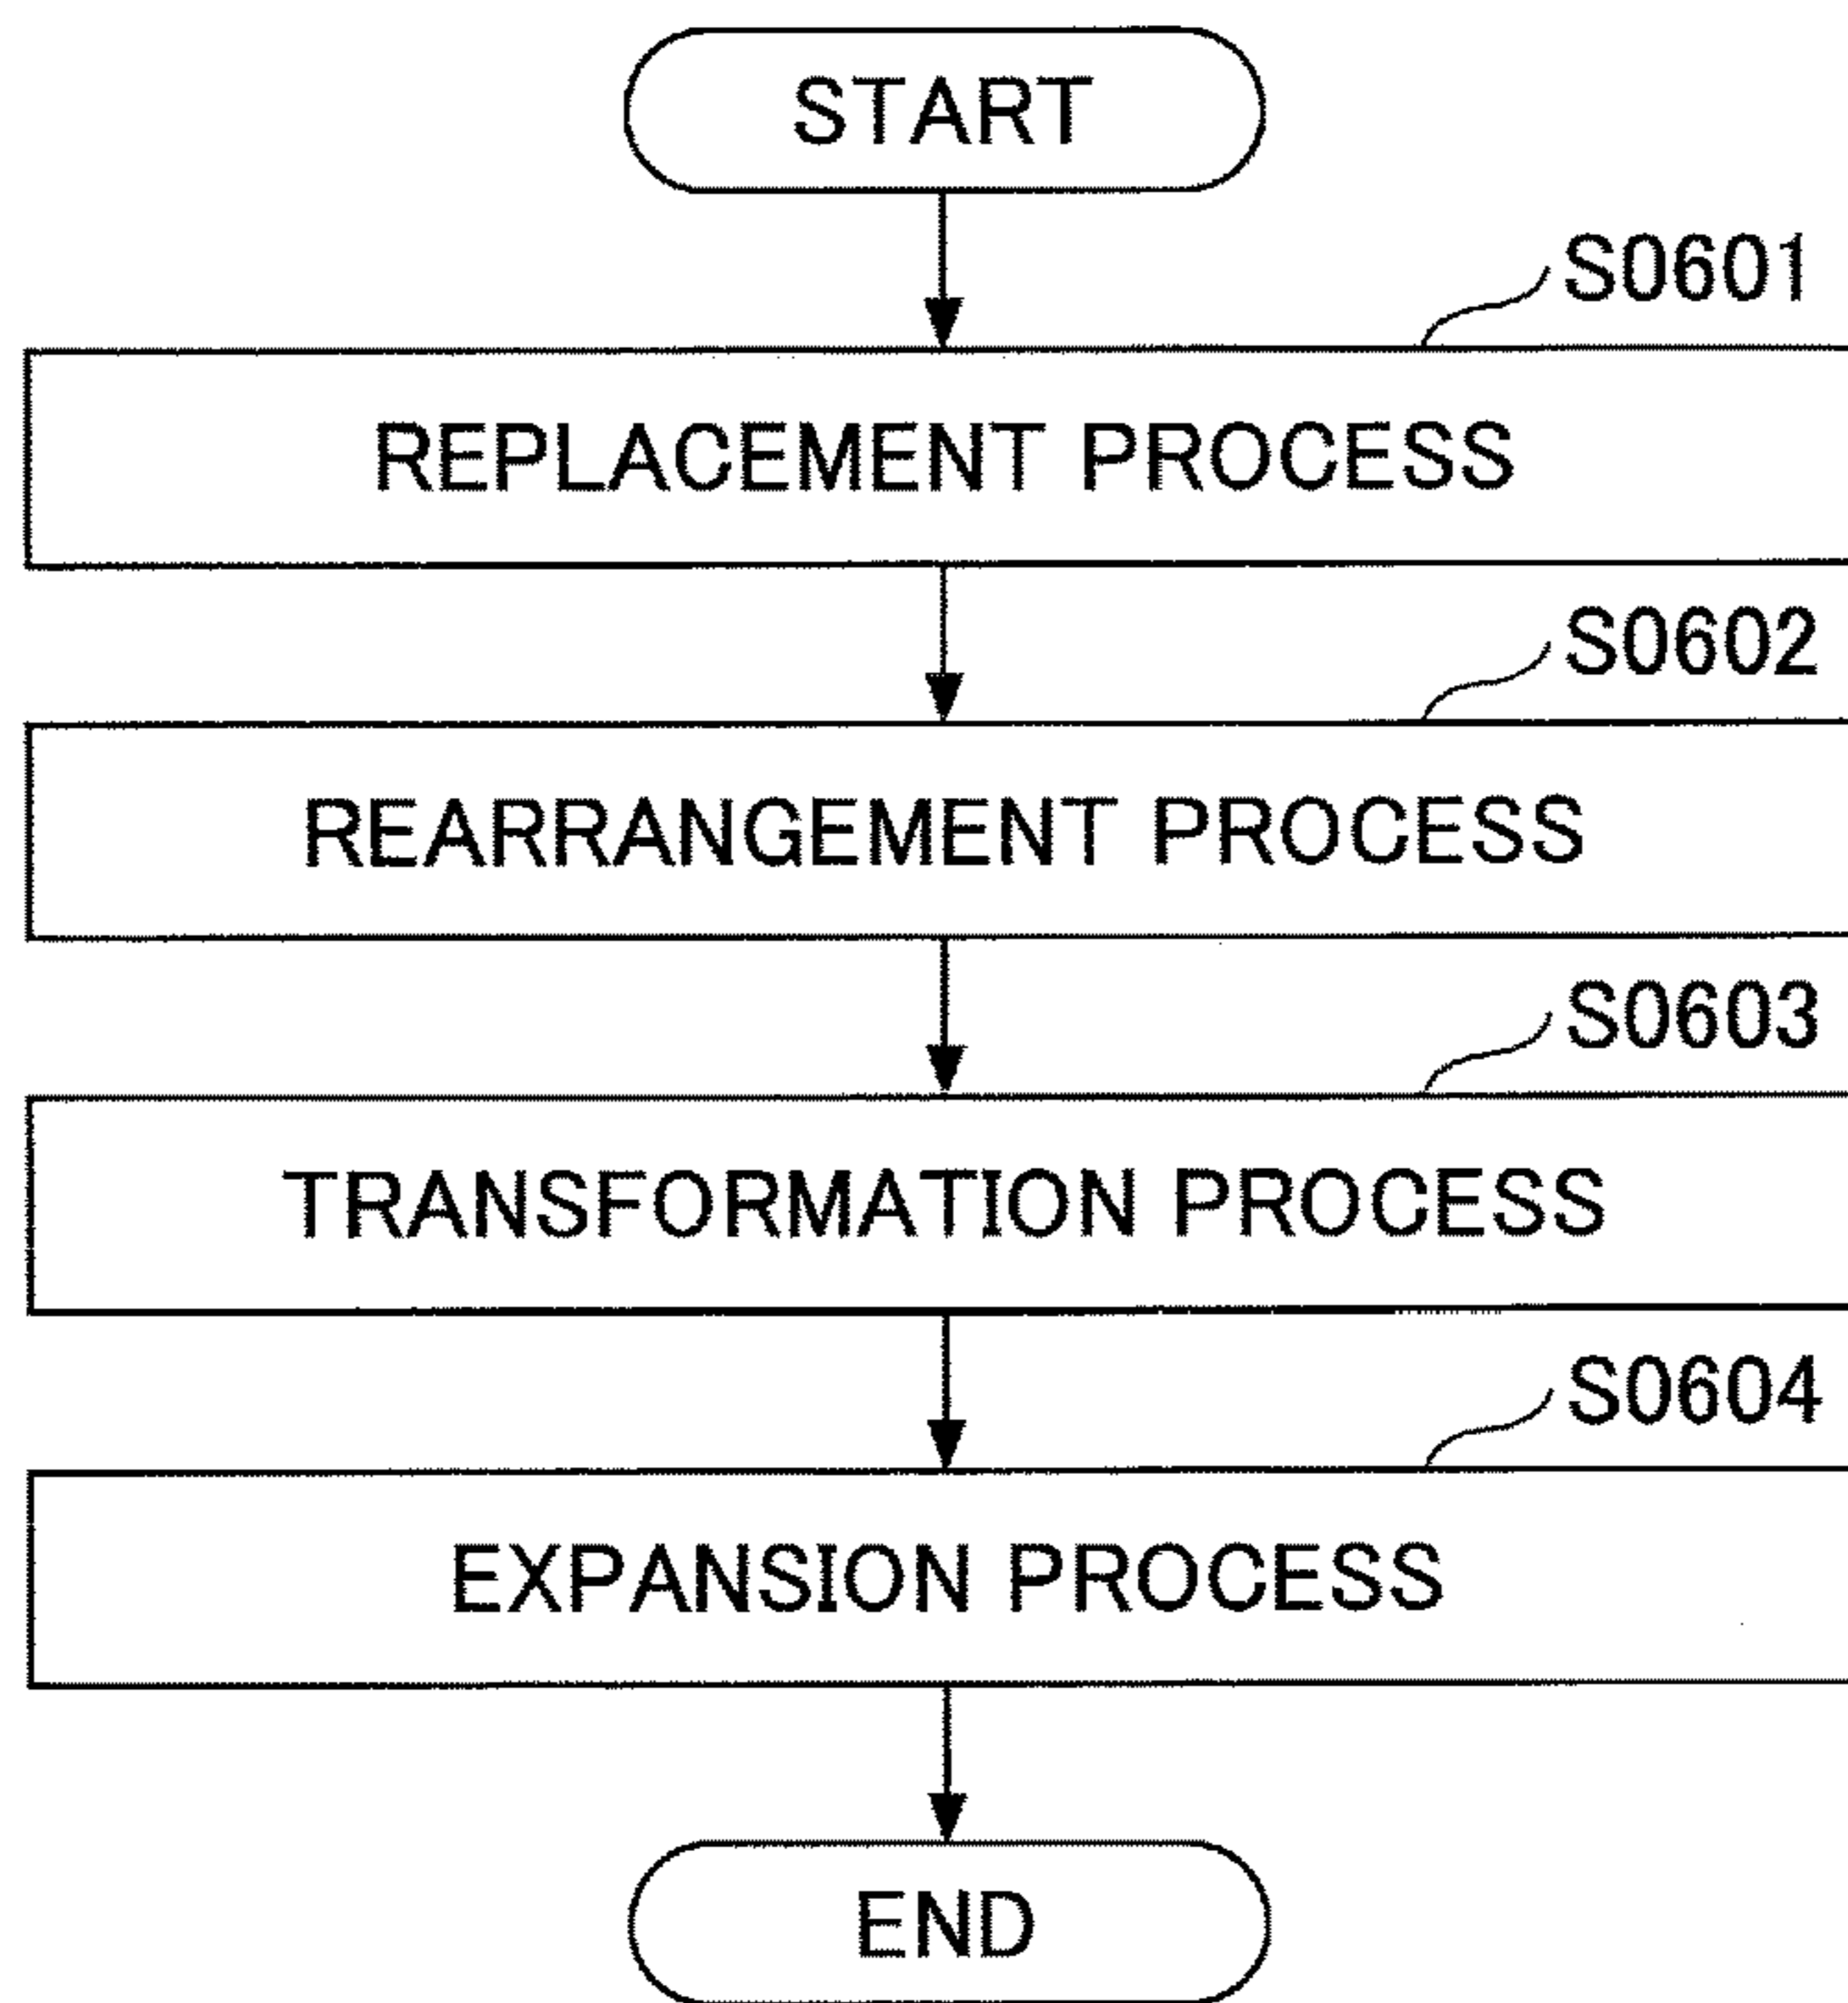 START
S0601
REPLACEMENT PROCESS
S0602
REARRANGEMENT PROCESS
S0603
TRANSFORMATION PROCESS
S0604
EXPANSION PROCESS
END